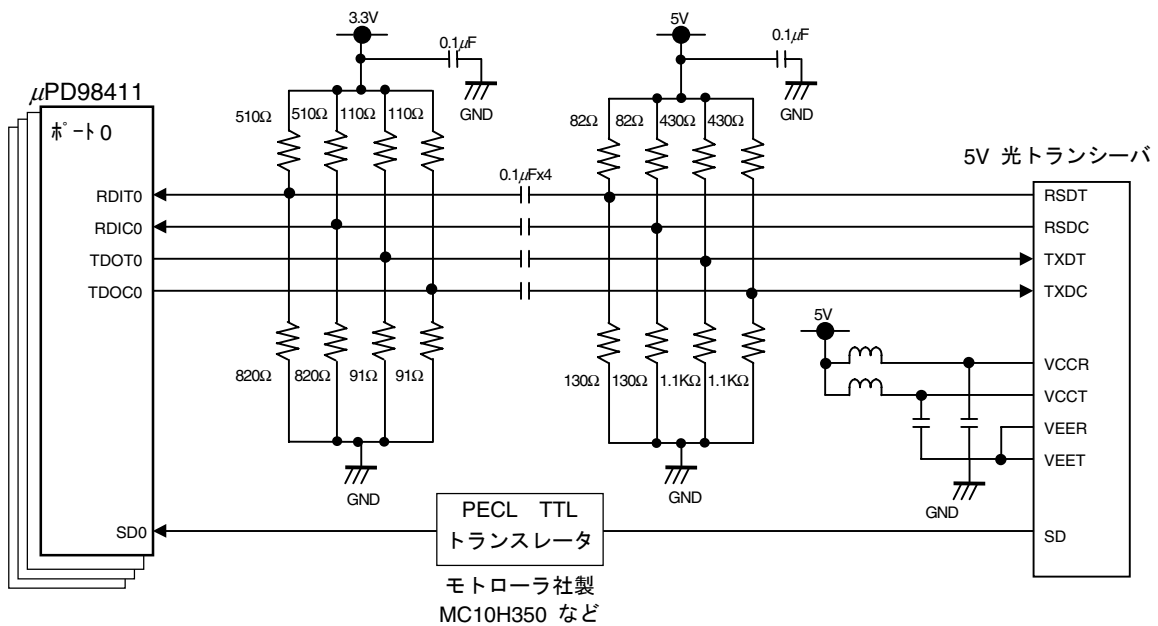 3.3V
0.1μF
GND
5V
0.1μF
GND
μPD98411
ポート0
510Ω 510Ω 110Ω 110Ω
82Ω 82Ω 430Ω 430Ω
5V 光トランシーバ
0.1μFx4
RDIT0
RDIC0
TDOT0
TDOC0
RSDT
RSDC
TXDT
TXDC
5V
VCCR
VCCT
VEER
VEET
820Ω 820Ω 91Ω 91Ω
130Ω 130Ω 1.1KΩ 1.1KΩ
GND
GND
GND
SD0
PECL TTL
トランスレータ
SD
モトローラ社製
MC10H350 など